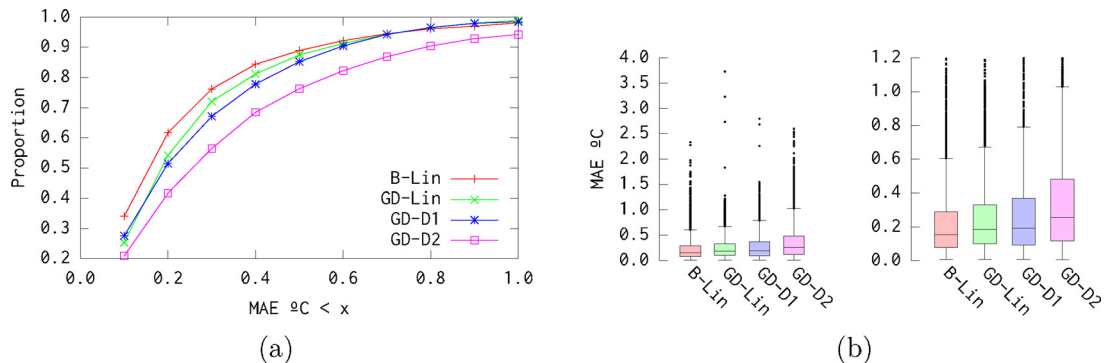 Proportion
1.0
0.9
0.8
0.7
0.6
0.5
0.4
0.3
0.2
0.0
0.2
0.4
0.6
0.8
1.0
MAE ºC < x
B-Lin
GD-Lin
GD-D1
GD-D2
(a)
MAE ºC
4.0
3.5
3.0
2.5
2.0
1.5
1.0
0.5
0.0
B-Lin
GD-Lin
GD-D1
GD-D2
1.2
1.0
0.8
0.6
0.4
0.2
0.0
B-Lin
GD-Lin
GD-D1
GD-D2
(b)